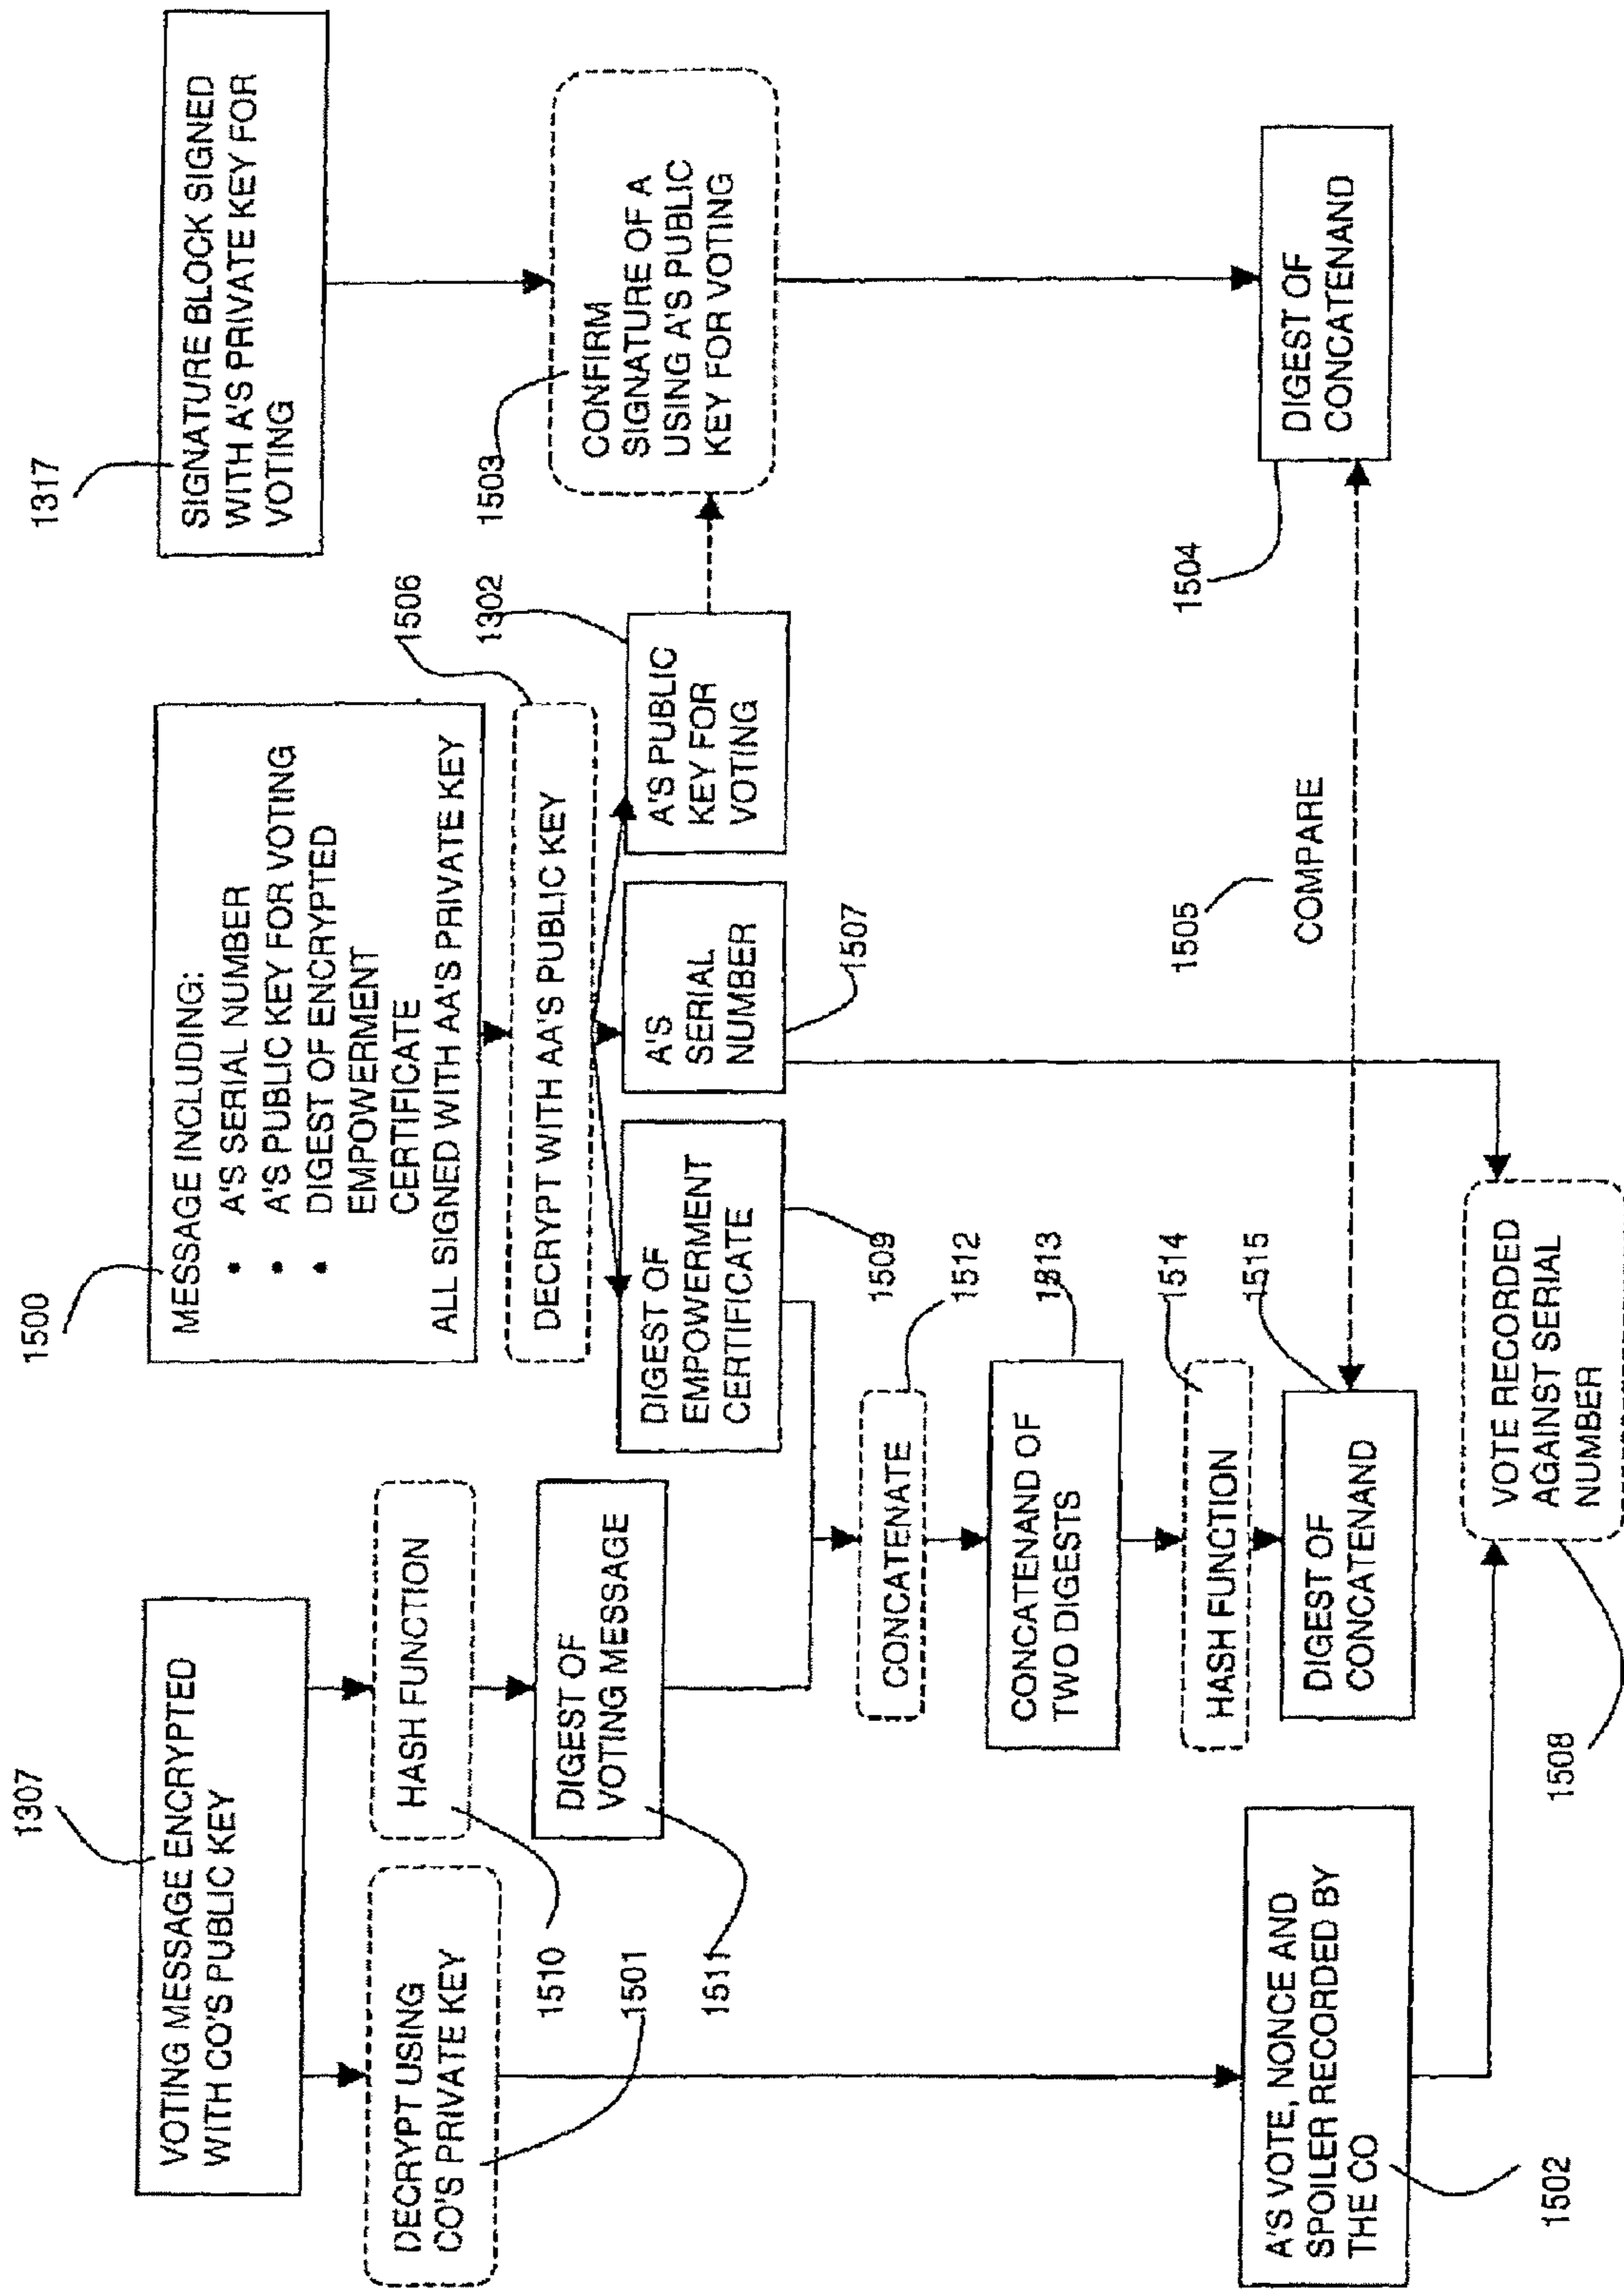 1307
VOTING MESSAGE ENCRYPTED
WITH CO'S PUBLIC KEY
1500
MESSAGE INCLUDING:
• A'S SERIAL NUMBER
• A'S PUBLIC KEY FOR VOTING
• DIGEST OF ENCRYPTED
EMPOWERMENT
CERTIFICATE
ALL SIGNED WITH AA'S PRIVATE KEY
1317
SIGNATURE BLOCK SIGNED
WITH A'S PRIVATE KEY FOR
VOTING
DECRYPT USING
CO'S PRIVATE KEY
HASH FUNCTION
DECRYPT WITH AA'S PUBLIC KEY
1506
1510
1501
1511
DIGEST OF
VOTING MESSAGE
DIGEST OF
EMPOWERMENT
CERTIFICATE
A'S
SERIAL
NUMBER
A'S PUBLIC
KEY FOR
VOTING
1302
1503
CONFIRM
SIGNATURE OF A
USING A'S PUBLIC
KEY FOR VOTING
1509
1507
CONCATENATE
1512
CONCATENAND OF
TWO DIGESTS
1513
HASH FUNCTION
1514
DIGEST OF
CONCATENAND
1515
1505
COMPARE
1504
DIGEST OF
CONCATENAND
A'S VOTE, NONCE AND
SPOILER RECORDED BY
THE CO
1502
VOTE RECORDED
AGAINST SERIAL
NUMBER
1508